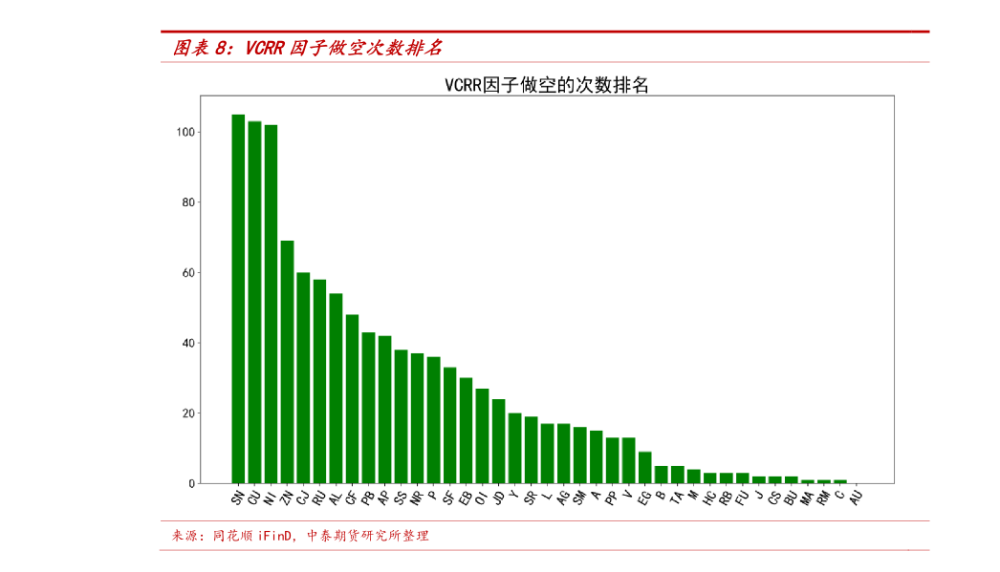 图表 8：VCRR 因子做空次数排名
VCRR因子做空的次数排名
100
80
60
40
20
0
SN CU NI ZN CJ RU AL CF PB AP SS NR P SF EB OI JD Y SR L AG SM A PP V EG B TA M HC RB FU J CS BU MA RM C AU
来源：同花顺 iFinD，中泰期货研究所整理